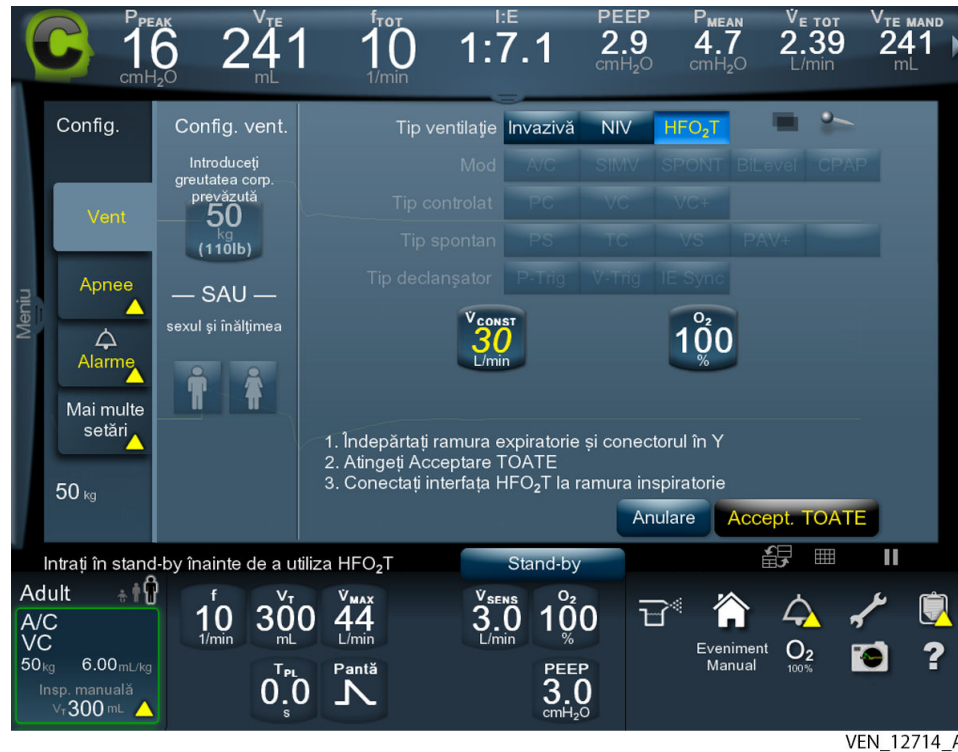 PPEAK VTE fTOT I:E PEEP PMEAN V̇E TOT VTE MAND
16 241 10 1:7.1 2.9 4.7 2.39 241
cmH2O mL 1/min cmH2O cmH2O L/min mL
Meniu
Config.
Vent
Apnee
Alarme
Mai multe
setări
50 kg
Config. vent.
Introduceți
greutatea corp.
prevăzută
50
kg
(110lb)
— SAU —
sexul și înălțimea
Tip ventilație Invazivă NIV HFO2T
Mod A/C SIMV SPONT BiLevel CPAP
Tip controlat PC VC VC+
Tip spontan PS TC VS PAV+
Tip declanșator P-Trig V̇-Trig IE Sync
V̇CONST
30
L/min
O2
100
%
1. Îndepărtați ramura expiratorie și conectorul în Y
2. Atingeți Acceptare TOATE
3. Conectați interfața HFO2T la ramura inspiratorie
Anulare Accept. TOATE
Intrați în stand-by înainte de a utiliza HFO2T Stand-by
Adult
A/C
VC
50 kg 6.00 mL/kg
Insp. manuală
VT 300 mL
f VT V̇MAX V̇SENS O2
10 300 44 3.0 100
1/min mL L/min L/min %
TPL Pantă PEEP
0.0 3.0
s cmH2O
Eveniment
Manual
O2
100%
?
VEN_12714_A